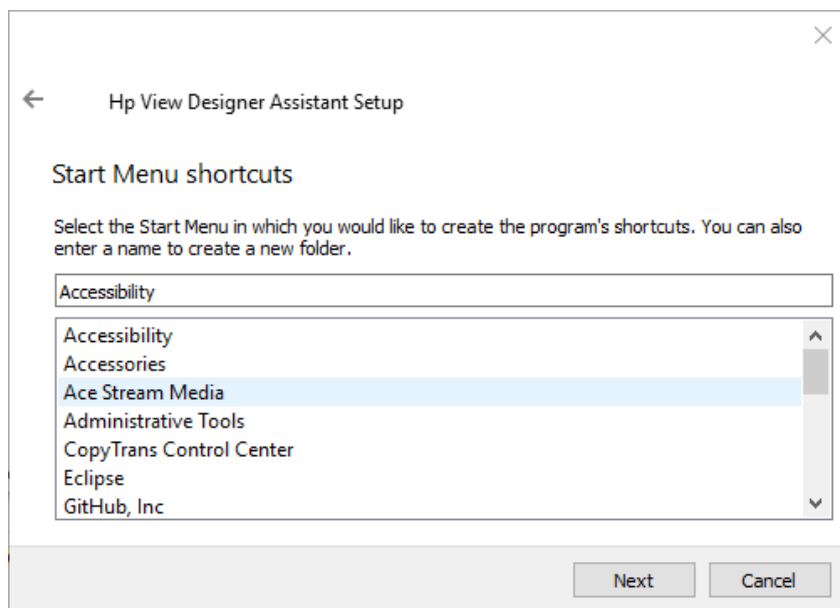 Hp View Designer Assistant Setup
Start Menu shortcuts
Select the Start Menu in which you would like to create the program's shortcuts. You can also
enter a name to create a new folder.
Accessibility
Accessibility
Accessories
Ace Stream Media
Administrative Tools
CopyTrans Control Center
Eclipse
GitHub, Inc
Next
Cancel